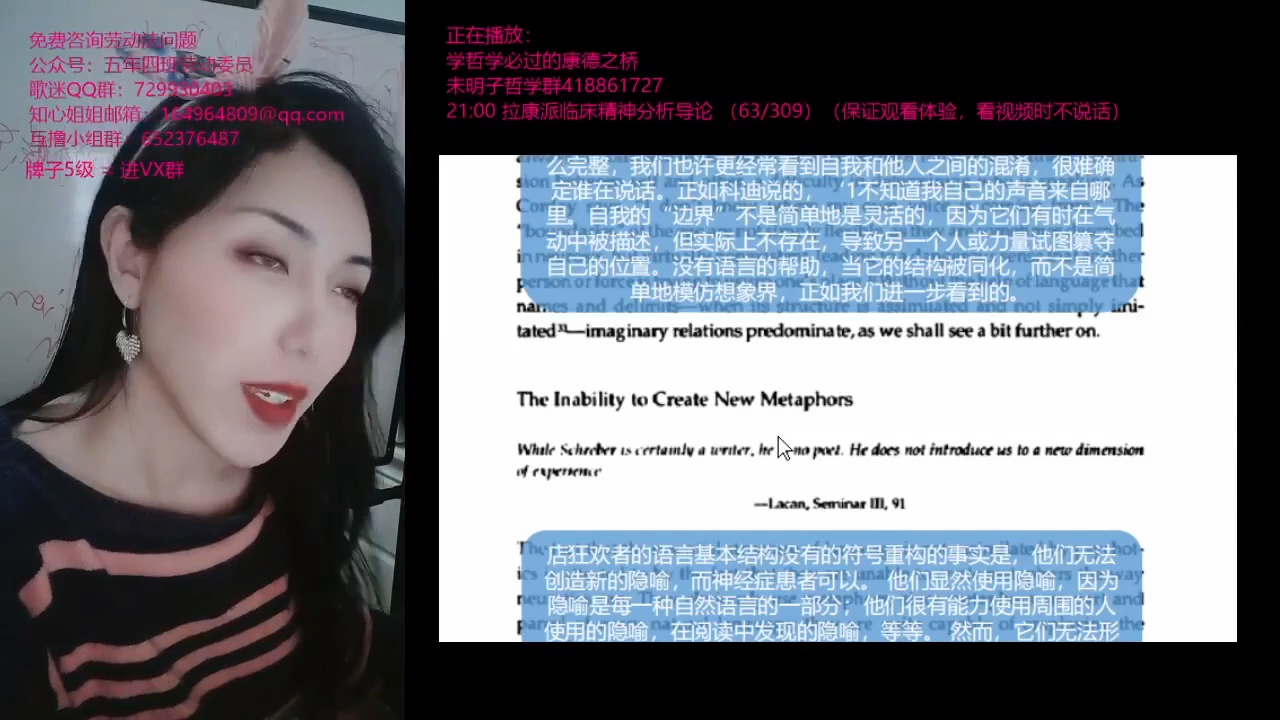 免费咨询劳动法问题
公众号：五年四班劳动委员
歌迷QQ群：729930403
知心姐姐邮箱：164964809@qq.com
互撸小组群：652376487
牌子5级 = 进VX群
正在播放：
学哲学必过的康德之桥
未明子哲学群418861727
21:00 拉康派临床精神分析导论 （63/309）（保证观看体验，看视频时不说话）
么完整，我们也许更经常看到自我和他人之间的混淆，很难确
定谁在说话。正如科迪说的，“1不知道我自己的声音来自哪
里。自我的“边界”不是简单地是灵活的，因为它们有时在气
动中被描述，但实际上不存在，导致另一个人或力量试图篡夺
自己的位置。没有语言的帮助，当它的结构被同化，而不是简
单地模仿想象界，正如我们进一步看到的。
tated³¹—imaginary relations predominate, as we shall see a bit further on.
The Inability to Create New Metaphors
While Schreber is certainly a writer, he no poet. He does not introduce us to a new dimension
of experience
—Lacan, Seminar III, 91
店狂欢者的语言基本结构没有的符号重构的事实是，他们无法
创造新的隐喻，而神经症患者可以。 他们显然使用隐喻，因为
隐喻是每一种自然语言的一部分；他们很有能力使用周围的人
使用的隐喻，在阅读中发现的隐喻，等等。 然而，它们无法形